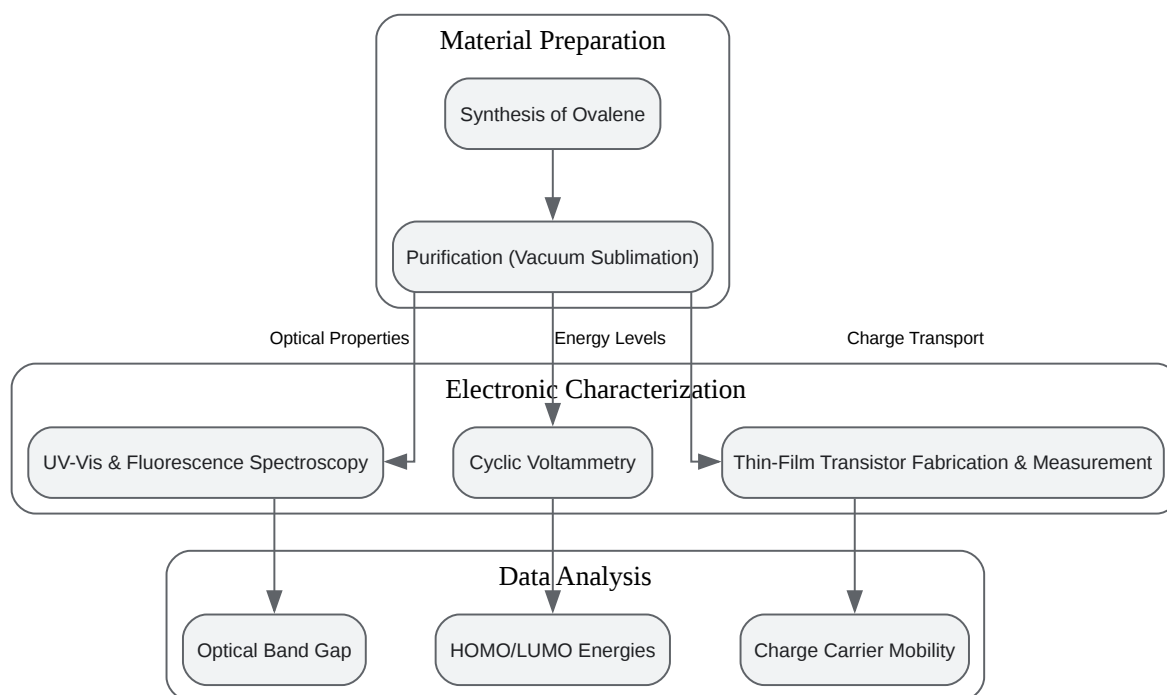 Material Preparation
Synthesis of Ovalene
Purification (Vacuum Sublimation)
Optical Properties
Energy Levels
Charge Transport
Electronic Characterization
UV-Vis & Fluorescence Spectroscopy
Cyclic Voltammetry
Thin-Film Transistor Fabrication & Measurement
Data Analysis
Optical Band Gap
HOMO/LUMO Energies
Charge Carrier Mobility